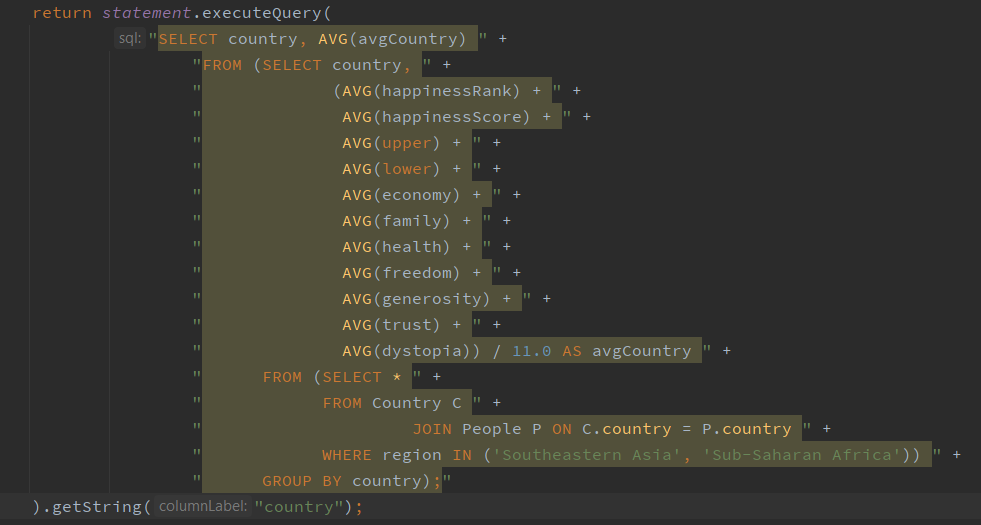 return statement.executeQuery(
sql: "SELECT country, AVG(avgCountry) " +
"FROM (SELECT country, " +
"             (AVG(happinessRank) + " +
"              AVG(happinessScore) + " +
"              AVG(upper) + " +
"              AVG(lower) + " +
"              AVG(economy) + " +
"              AVG(family) + " +
"              AVG(health) + " +
"              AVG(freedom) + " +
"              AVG(generosity) + " +
"              AVG(trust) + " +
"              AVG(dystopia)) / 11.0 AS avgCountry " +
"      FROM (SELECT * " +
"            FROM Country C " +
"                     JOIN People P ON C.country = P.country " +
"            WHERE region IN ('Southeastern Asia', 'Sub-Saharan Africa')) " +
"      GROUP BY country);"
).getString( columnLabel: "country");